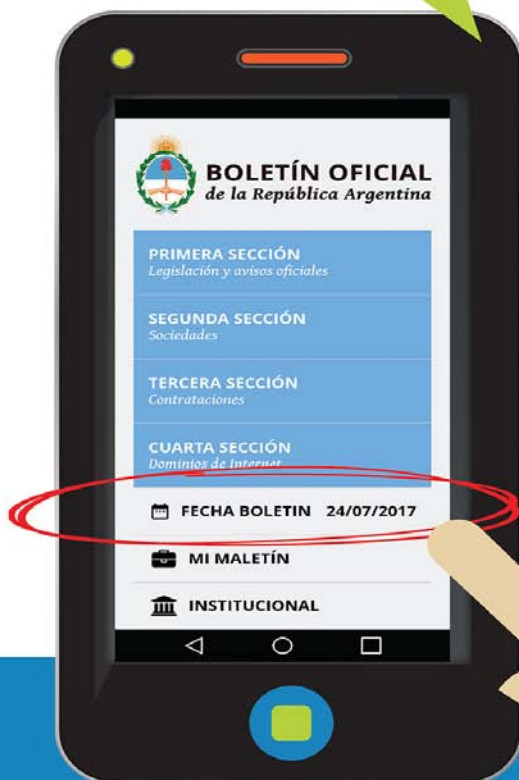 BOLETÍN OFICIAL
de la República Argentina
PRIMERA SECCIÓN
Legislación y avisos oficiales
SEGUNDA SECCIÓN
Sociedades
TERCERA SECCIÓN
Contrataciones
CUARTA SECCIÓN
Dominios de Internet
FECHA BOLETIN 24/07/2017
MI MALETÍN
INSTITUCIONAL